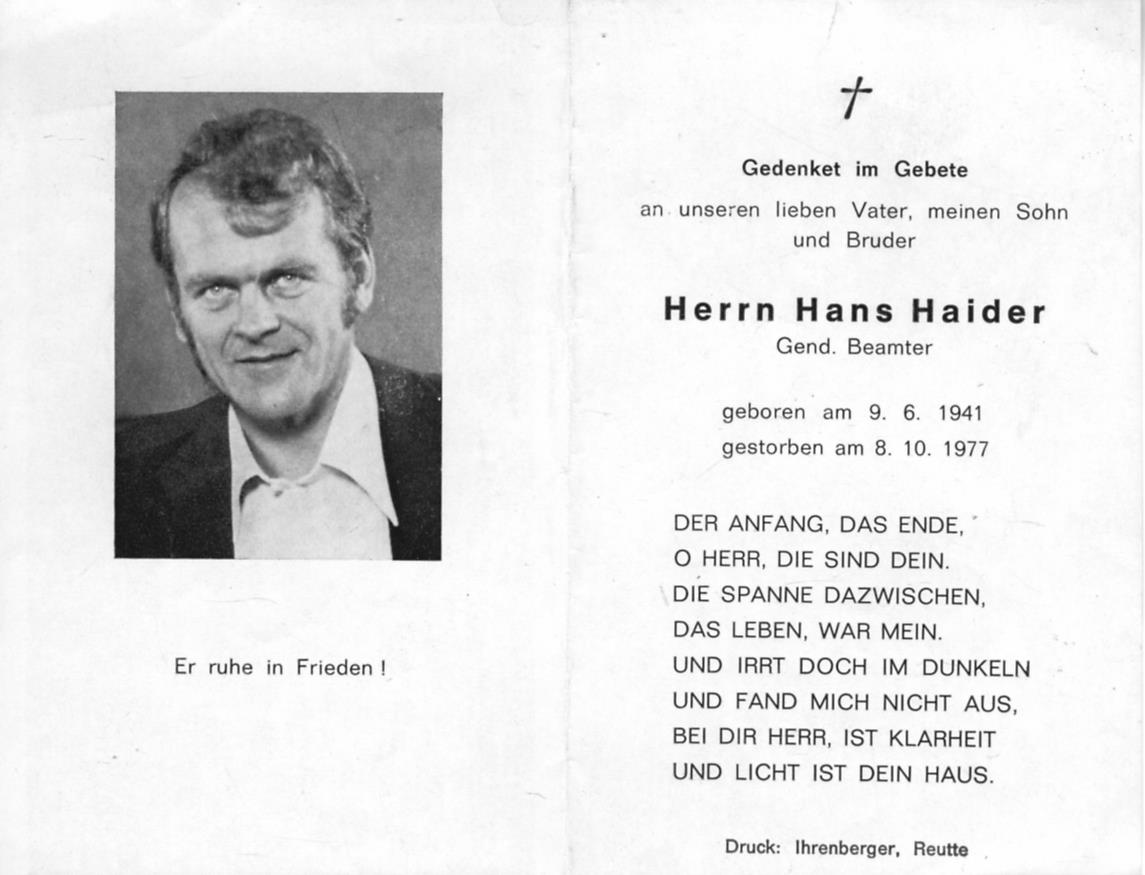 Er ruhe in Frieden !
Gedenket im Gebete
an unseren lieben Vater, meinen Sohn
und Bruder
Herrn Hans Haider
Gend. Beamter
geboren am 9. 6. 1941
gestorben am 8. 10. 1977
DER ANFANG, DAS ENDE,
O HERR, DIE SIND DEIN.
DIE SPANNE DAZWISCHEN,
DAS LEBEN, WAR MEIN.
UND IRRT DOCH IM DUNKELN
UND FAND MICH NICHT AUS,
BEI DIR HERR, IST KLARHEIT
UND LICHT IST DEIN HAUS.
Druck: Ihrenberger, Reutte